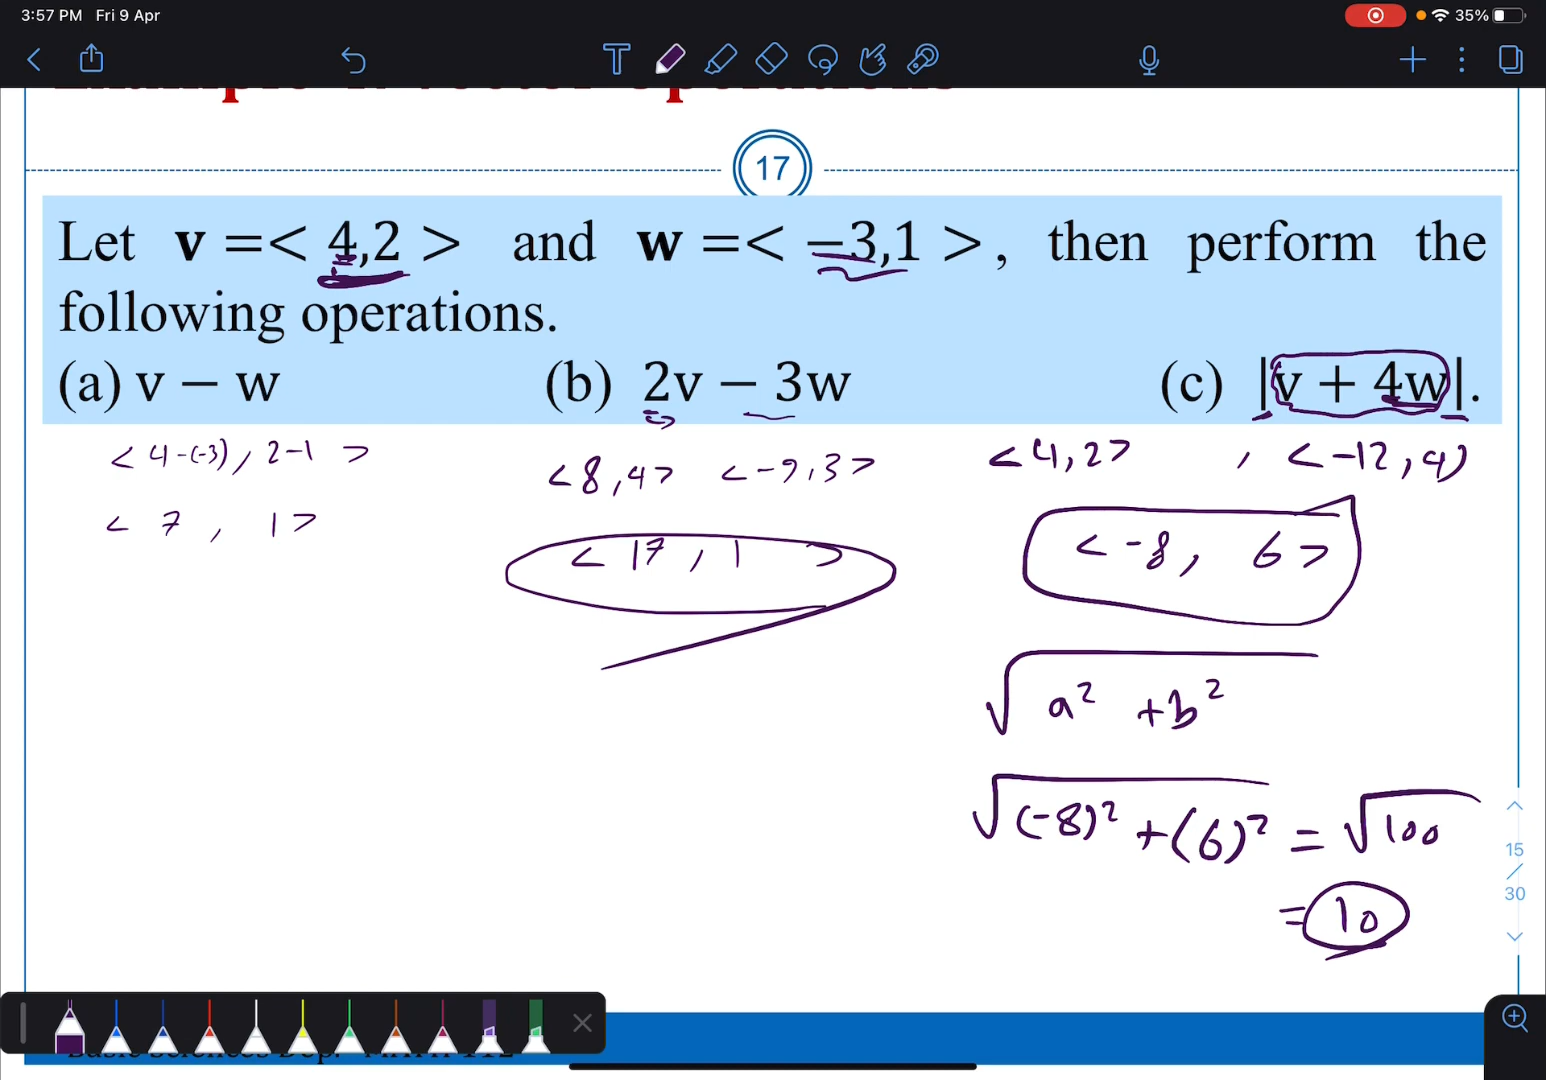 3:57 PM Fri 9 Apr
35%
17
Let v =< 4,2 > and w =< −3,1 >, then perform the
following operations.
(a) v − w (b) 2v − 3w (c) |v + 4w|.
< 4-(-3), 2-1 >
< 7 , 1 >
<8,4> <-9,3>
< 17, 1 >
<4,2> , <-12,4)
<-8, 6>
√a² + b²
√(-8)² + (6)² = √100
= 10
15
/
30